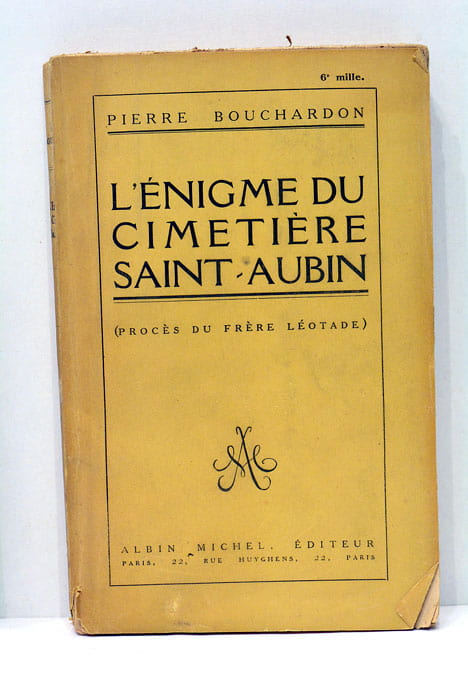 6e mille.
PIERRE BOUCHARDON
L'ÉNIGME DU
CIMETIÈRE
SAINT-AUBIN
(PROCÈS DU FRÈRE LÉOTADE)
AM
ALBIN MICHEL, ÉDITEUR
PARIS, 22, RUE HUYGHENS, 22, PARIS